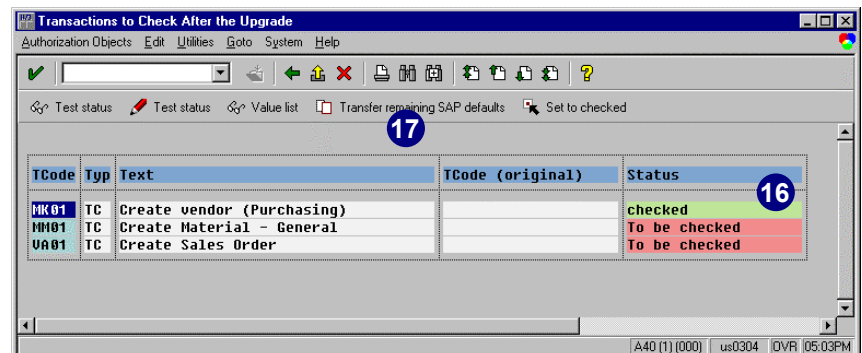 Transactions to Check After the Upgrade
Authorization Objects Edit Utilities Goto System Help
Test status Test status Value list Transfer remaining SAP defaults Set to checked
17
TCode Typ Text TCode (original) Status
16
MK01 TC Create vendor (Purchasing) checked
MM01 TC Create Material - General To be checked
VA01 TC Create Sales Order To be checked
A40 (1) (000) us0304 OVR 05:03PM